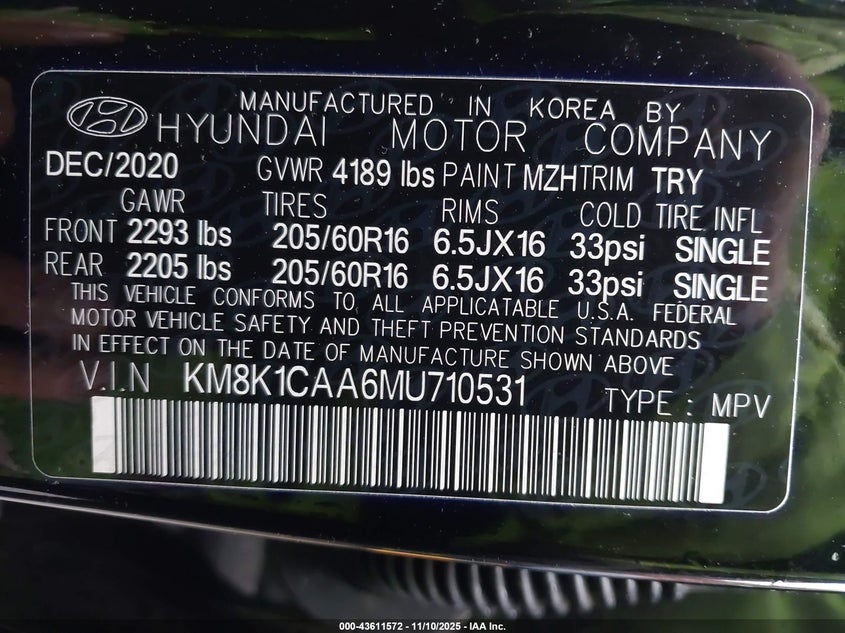 MANUFACTURED IN KOREA BY
HYUNDAI MOTOR COMPANY
DEC/2020 GVWR 4189 lbs PAINT MZH TRIM TRY
GAWR TIRES RIMS COLD TIRE INFL
FRONT 2293 lbs 205/60R16 6.5JX16 33psi SINGLE
REAR 2205 lbs 205/60R16 6.5JX16 33psi SINGLE
THIS VEHICLE CONFORMS TO ALL APPLICATABLE U.S.A. FEDERAL
MOTOR VEHICLE SAFETY AND THEFT PREVENTION STANDARDS
IN EFFECT ON THE DATE OF MANUFACTURE SHOWN ABOVE
V.I.N KM8K1CAA6MU710531 TYPE : MPV
000-43611572 - 11/10/2025 - IAA Inc.